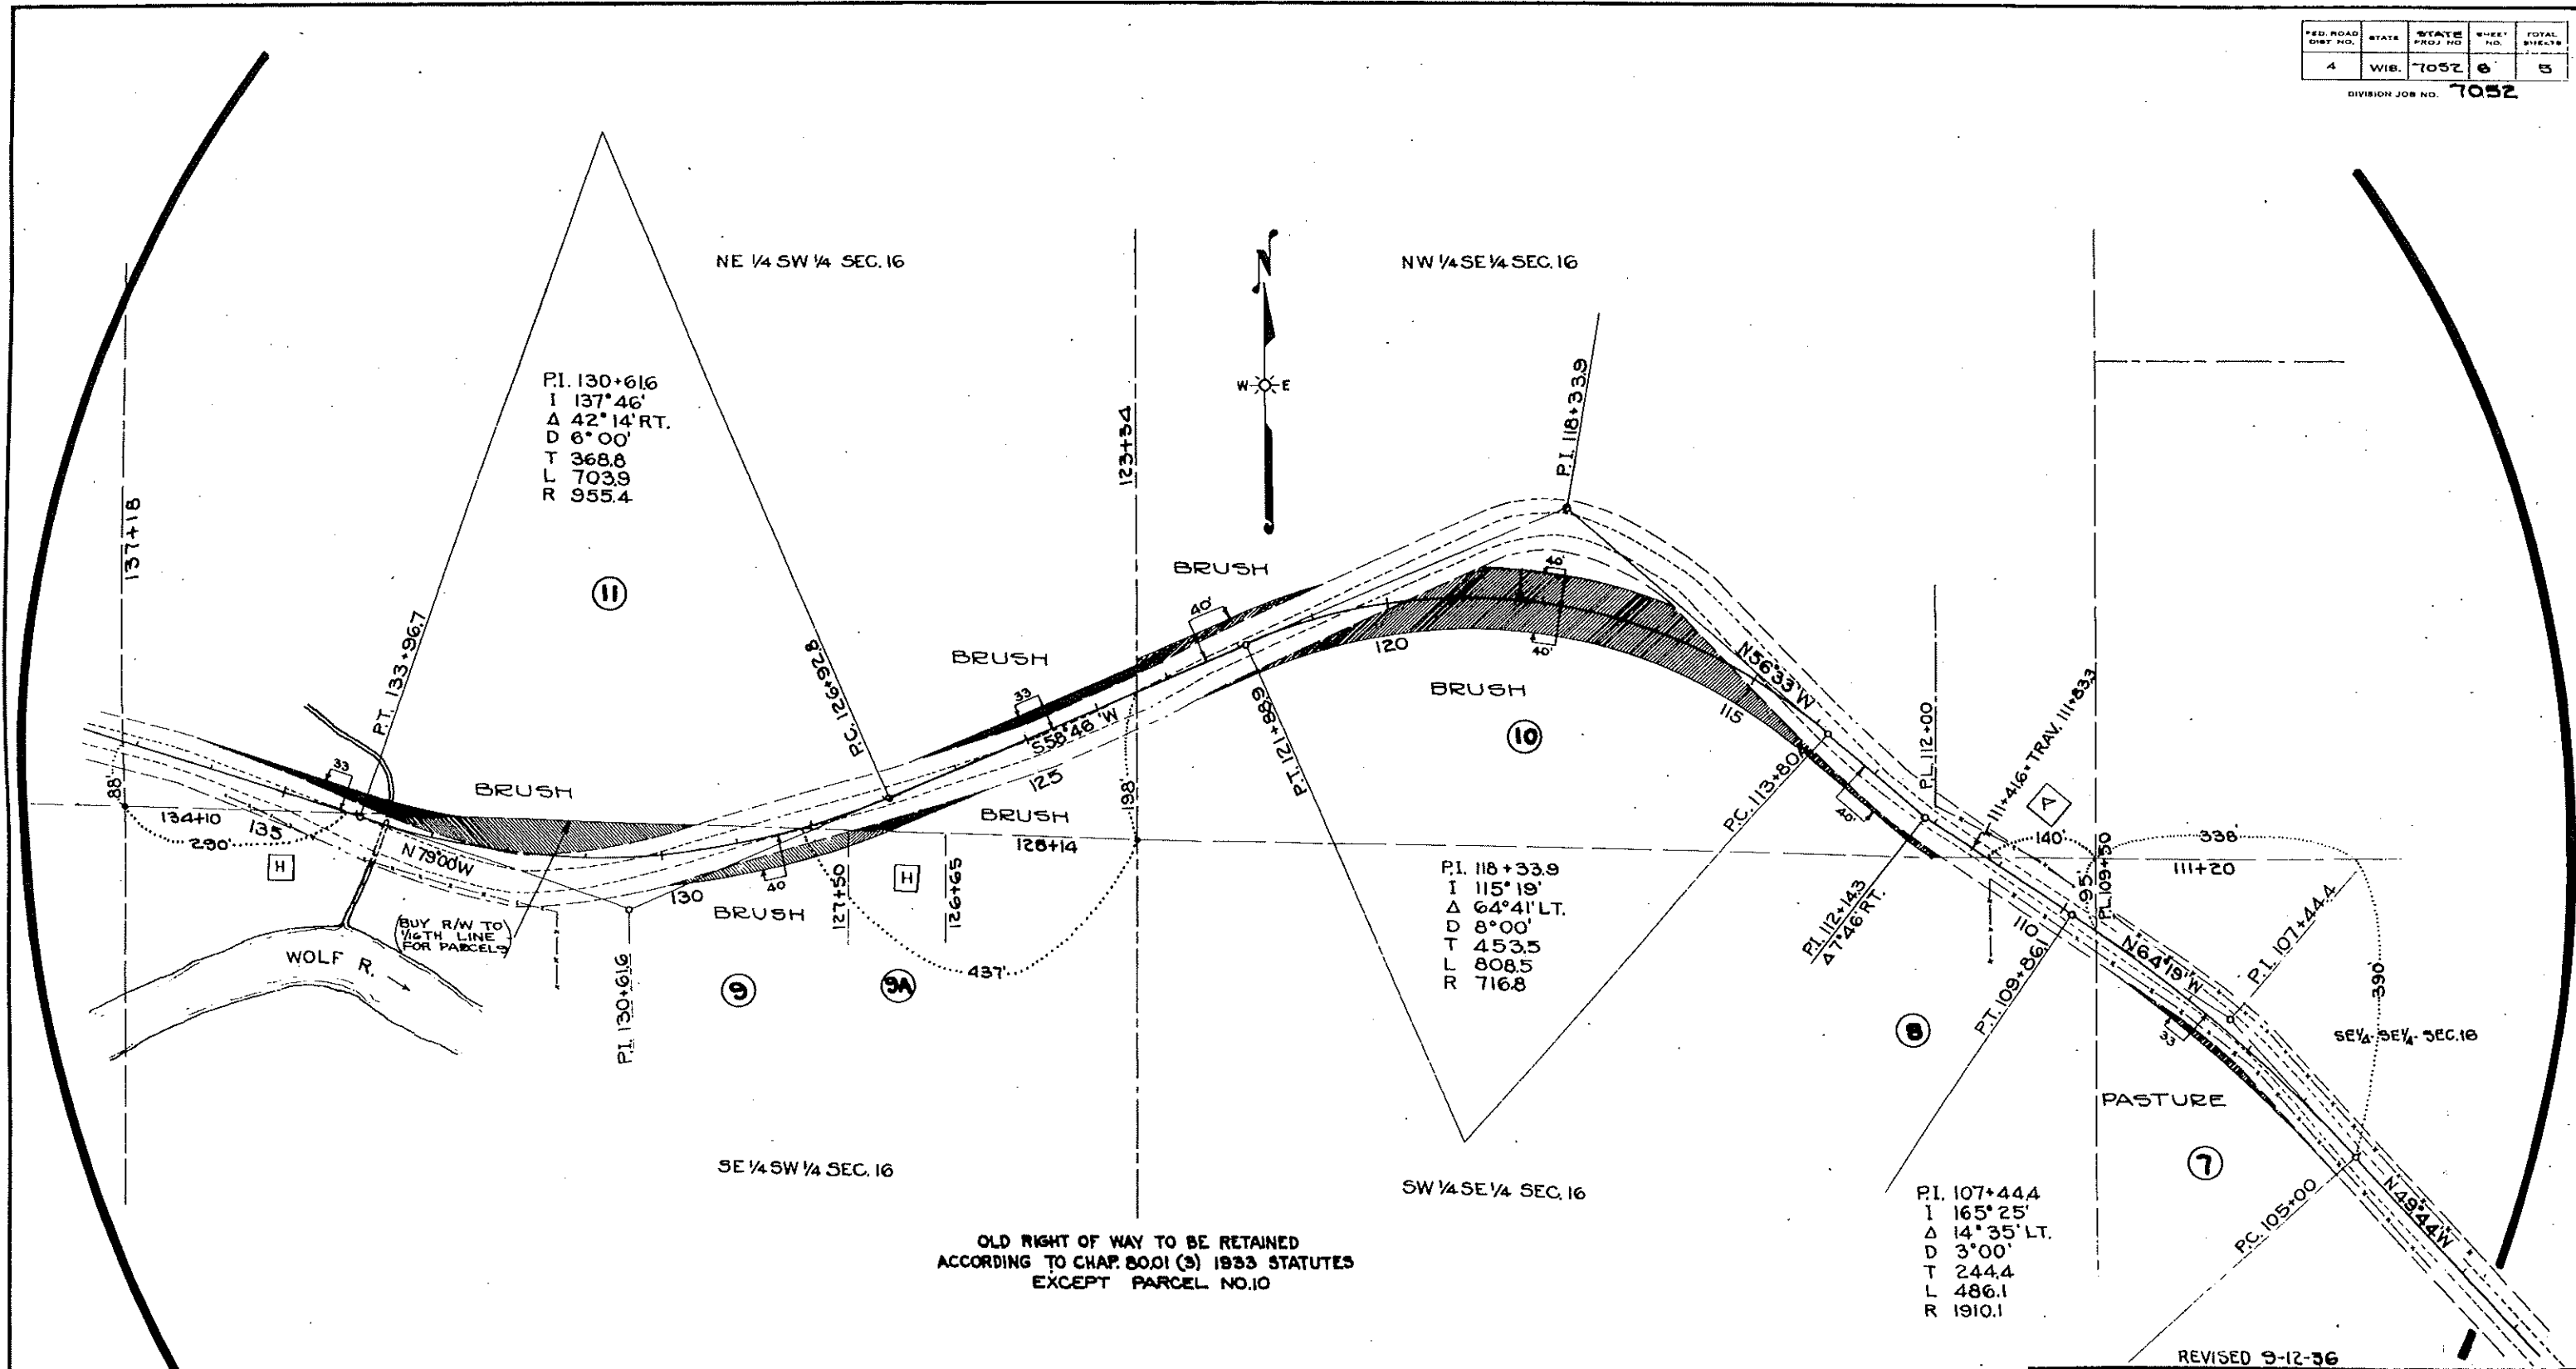 FED. ROAD DIST NO. STATE STATE PROJ NO SHEET NO. TOTAL SHEETS
4 WIS. 7052 6 5
DIVISION JOB NO. 7052
NE 1/4 SW 1/4 SEC. 16
NW 1/4 SE 1/4 SEC. 16
N
W E
P.I. 130+61.6
I 137°46'
Δ 42°14' RT.
D 6°00'
T 368.8
L 703.9
R 955.4
137+18
123+34
P.I. 118+33.9
11
P.T. 133+96.7
P.C. 126+92.8
BRUSH
BRUSH
BRUSH
BRUSH
BRUSH
BRUSH
40'
33
S58°46'W
125
198'
P.T. 121+88.9
46'
40'
120
115
10
N56°33'W
P.L. 112+00
111+41.6 = TRAV. 111+83.3
A
P.C. 113+80.4
40'
88'
134+10
135
290'
H
33
N79°00'W
BUY R/W TO
1/16TH LINE
FOR PARCEL 9
WOLF R.
130
40
127+50
H
126+65
128+14
437'
9
9A
P.I. 130+61.6
P.I. 118+33.9
I 115°19'
Δ 64°41' LT.
D 8°00'
T 453.5
L 808.5
R 716.8
P.I. 112+14.3
Δ 7°46' RT.
140'
95'
P.L. 109+50
338'
111+20
110
P.T. 109+86.1
N64°19'W
P.I. 107+44.4
390'
33
8
SE 1/4 - SE 1/4 - SEC. 16
PASTURE
7
SE 1/4 SW 1/4 SEC. 16
SW 1/4 SE 1/4 SEC. 16
P.C. 105+00
N49°44'W
P.I. 107+44.4
I 165°25'
Δ 14°35' LT.
D 3°00'
T 244.4
L 486.1
R 1910.1
OLD RIGHT OF WAY TO BE RETAINED
ACCORDING TO CHAP. 80.01 (3) 1933 STATUTES
EXCEPT PARCEL NO. 10
REVISED 9-12-36